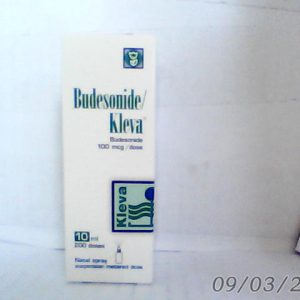 Budesonide/
Kleva®
Budesonide
100 mcg /dose
Kleva
10 ml
200 doses
Nasal spray
suspension metered dose
09/03/2